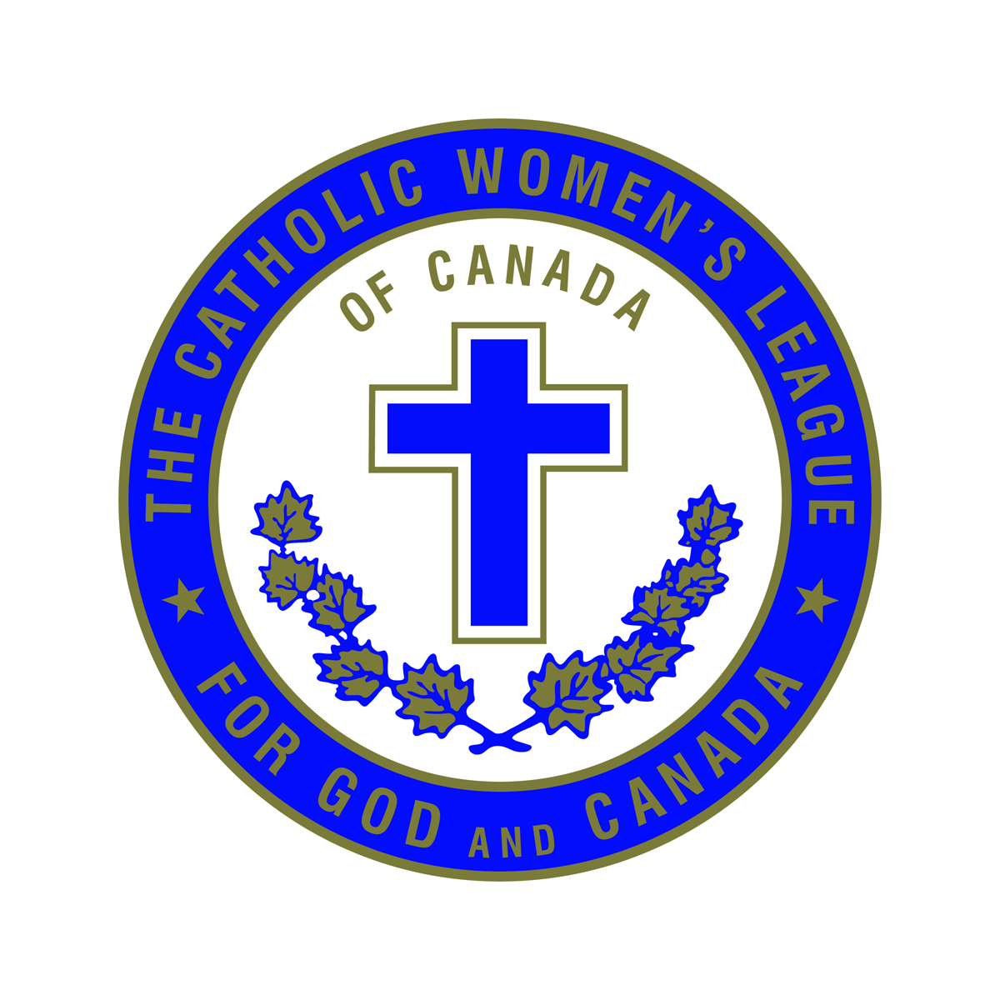 THE CATHOLIC WOMEN'S LEAGUE
OF CANADA
FOR GOD AND CANADA